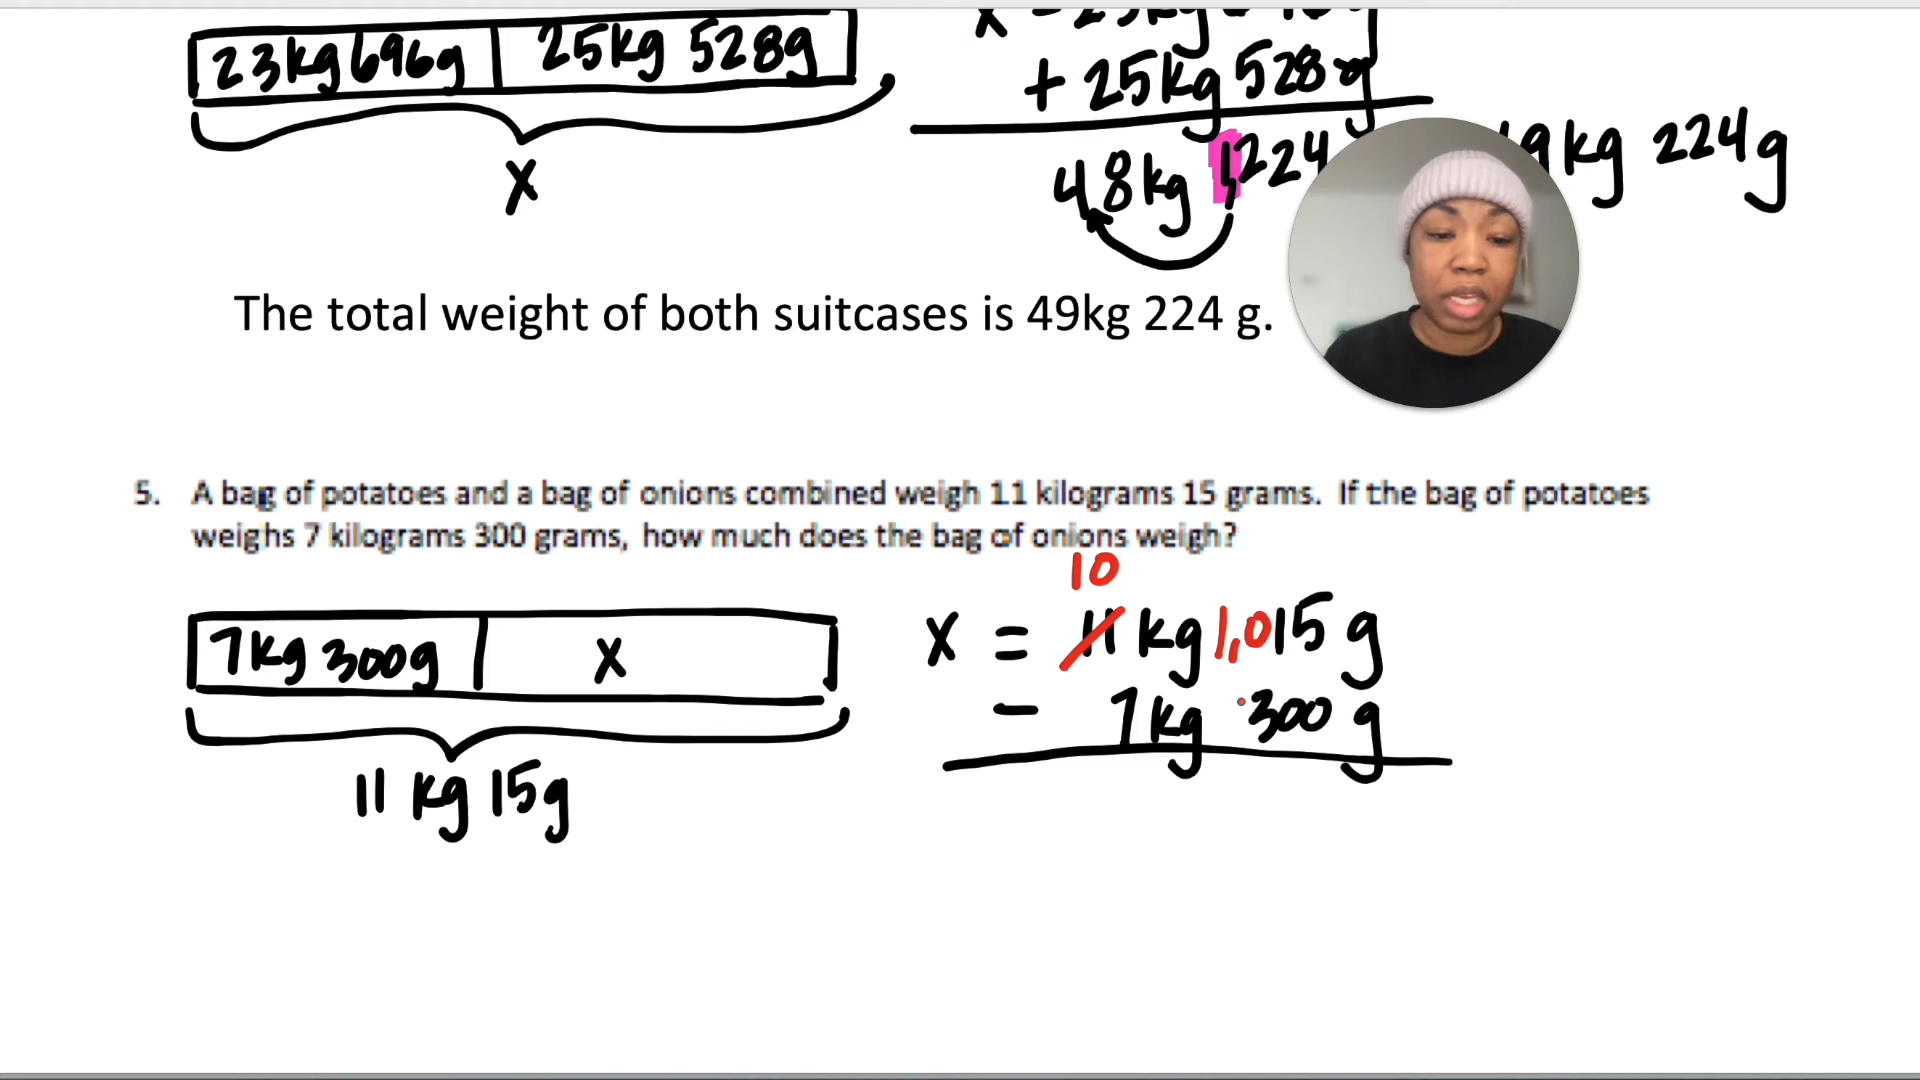 23kg 696g 25kg 528g
x
+ 25kg 528g
48kg 1,224
9kg 224g
The total weight of both suitcases is 49kg 224 g.
5. A bag of potatoes and a bag of onions combined weigh 11 kilograms 15 grams. If the bag of potatoes
weighs 7 kilograms 300 grams, how much does the bag of onions weigh?
7kg 300g x
11 kg 15g
10
x = 11 kg 1,015 g
- 7kg 300 g